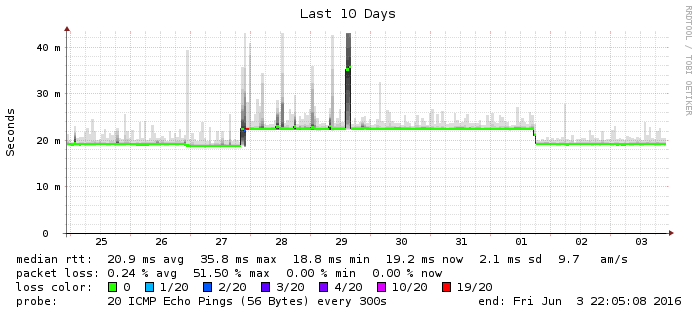 Last 10 Days
RRDTOOL / TOBI OETIKER
Seconds
40 m
30 m
20 m
10 m
0
25 26 27 28 29 30 31 01 02 03
median rtt: 20.9 ms avg 35.8 ms max 18.8 ms min 19.2 ms now 2.1 ms sd 9.7 am/s
packet loss: 0.24 % avg 51.50 % max 0.00 % min 0.00 % now
loss color: 0 1/20 2/20 3/20 4/20 10/20 19/20
probe: 20 ICMP Echo Pings (56 Bytes) every 300s end: Fri Jun 3 22:05:08 2016